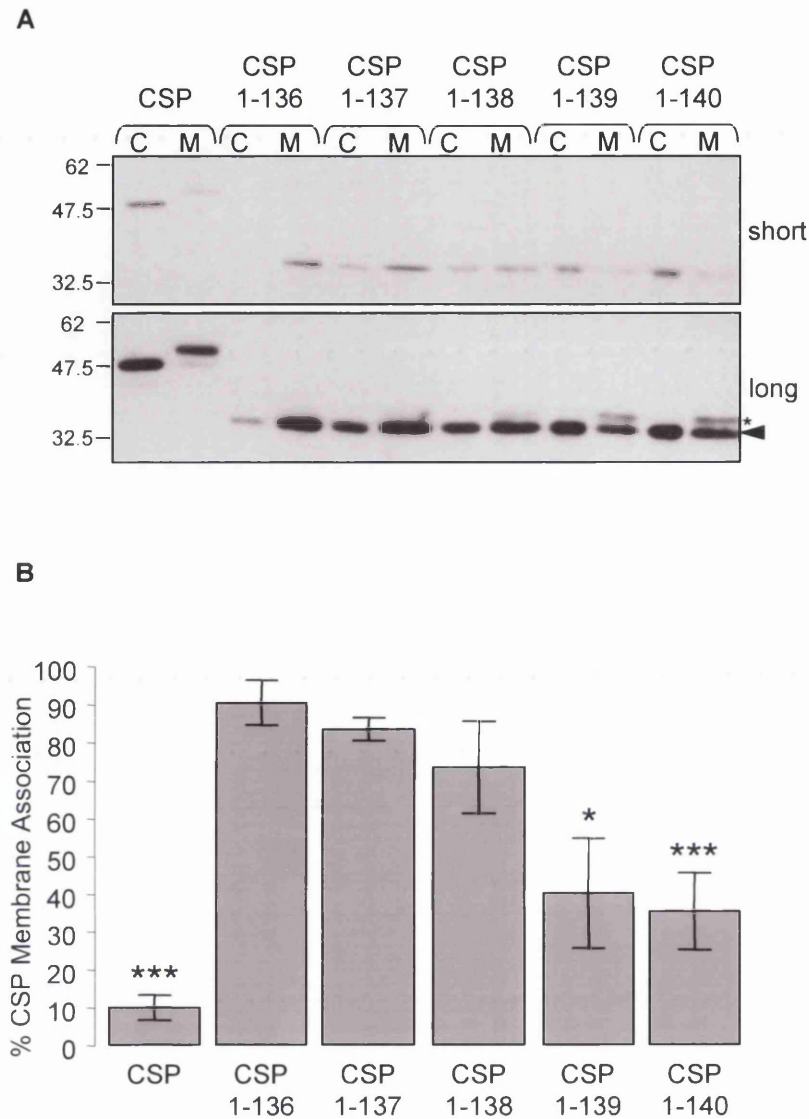 A
CSP CSP CSP CSP CSP
CSP 1-136 1-137 1-138 1-139 1-140
C M C M C M C M C M C M
62
47.5
32.5
short
62
47.5
32.5
long
*
B
% CSP Membrane Association
100
90
80
70
60
50
40
30
20
10
0
***
*
***
CSP CSP CSP CSP CSP CSP
1-136 1-137 1-138 1-139 1-140